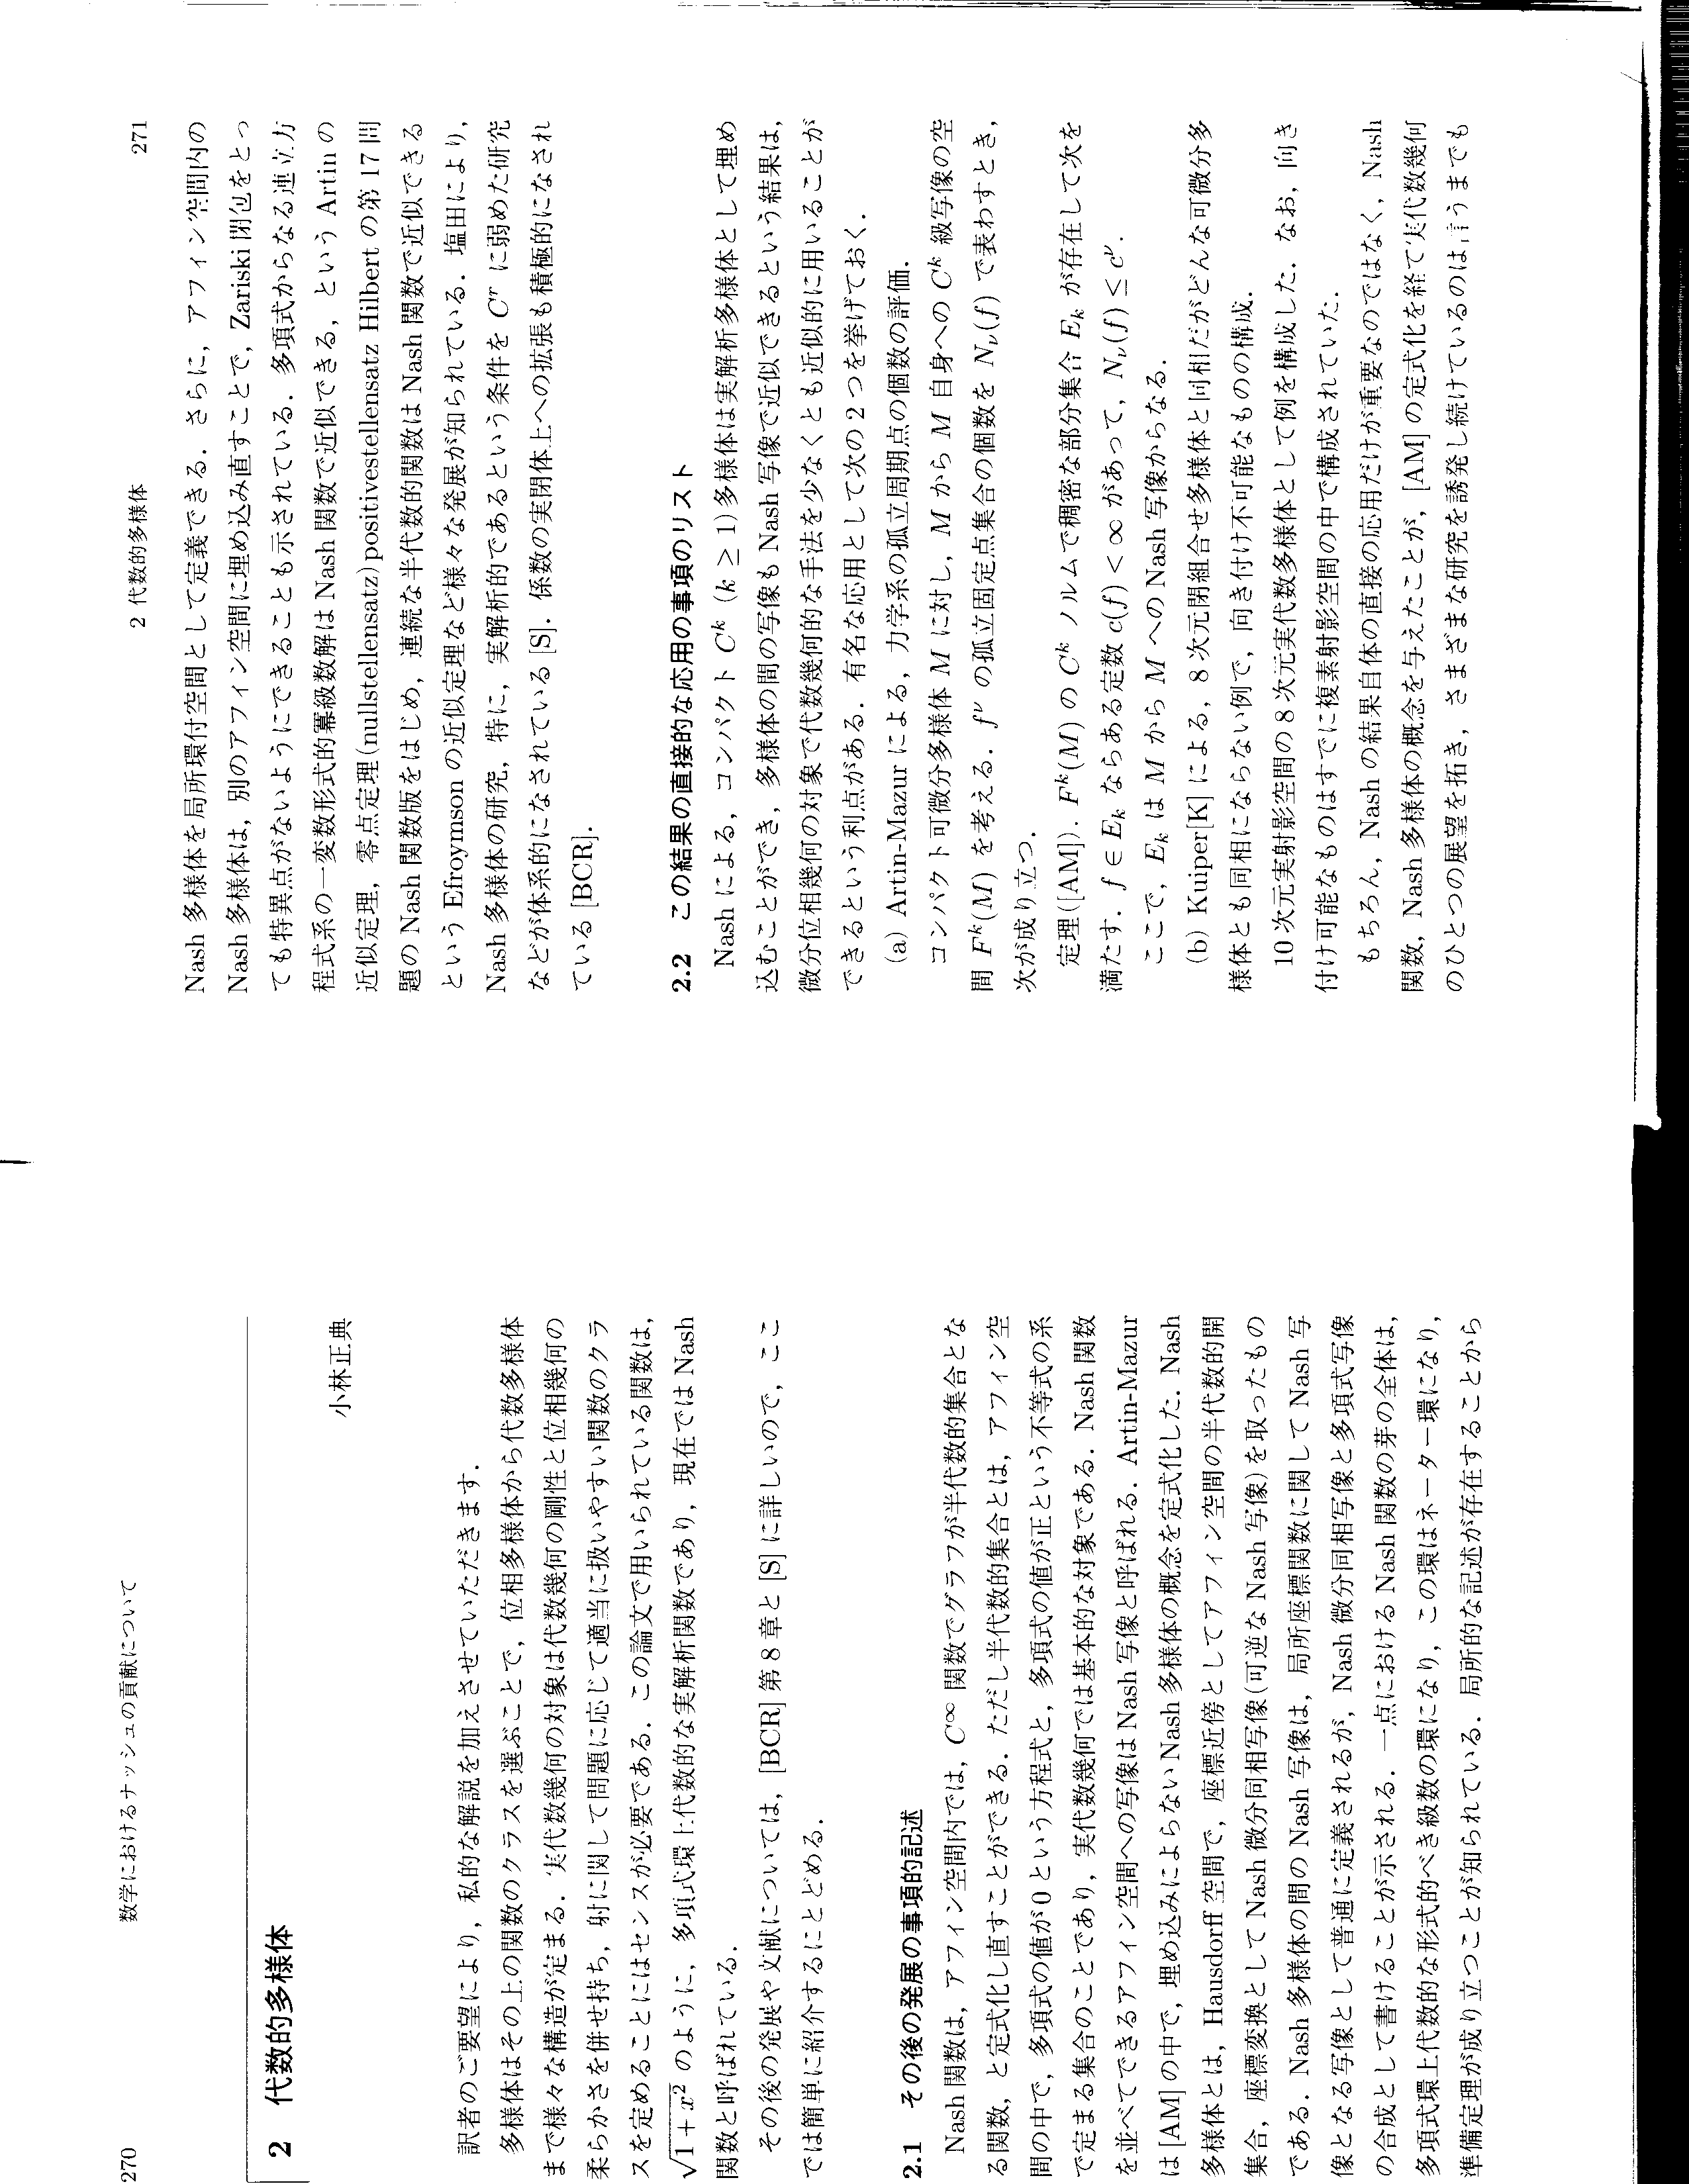 270
数学におけるナッシュの貢献について
2 代数的多様体
小林正典
訳者のご要望により，私的な解説を加えさせていただきます．
多様体はその上の関数のクラスを選ぶことで，位相多様体から代数多様体
まで様々な構造が定まる．実代数幾何の対象は代数幾何の剛性と位相幾何の
柔らかさを併せ持ち，射に関して問題に応じて適当に扱いやすい関数のクラ
スを定めることにはセンスが必要である．この論文で用いられている関数は，
√1+x² のように，多項式環上代数的な実解析関数であり，現在では Nash
関数と呼ばれている．
その後の発展や文献については，[BCR] 第 8 章と [S] に詳しいので，ここ
では簡単に紹介するにとどめる．
2.1 その後の発展の事項的記述
Nash 関数は，アフィン空間内では，C∞ 関数でグラフが半代数的集合とな
る関数，と定式化し直すことができる．ただし半代数的集合とは，アフィン空
間の中で，多項式の値が 0 という方程式と，多項式の値が正という不等式の系
で定まる集合のことであり，実代数幾何では基本的な対象である．Nash 関数
を並べてできるアフィン空間への写像は Nash 写像と呼ばれる．Artin-Mazur
は [AM] の中で，埋め込みによらない Nash 多様体の概念を定式化した．Nash
多様体とは，Hausdorff 空間で，座標近傍としてアフィン空間の半代数的開
集合，座標変換として Nash 微分同相写像(可逆な Nash 写像)を取ったもの
である．Nash 多様体の間の Nash 写像は，局所座標関数に関して Nash 写
像となる写像として普通に定義されるが，Nash 微分同相写像と多項式写像
の合成として書けることが示される．一点における Nash 関数の芽の全体は，
多項式環上代数的な形式的べき級数の環になり，この環はネーター環になり，
準備定理が成り立つことが知られている．局所的な記述が存在することから
2 代数的多様体
271
Nash 多様体を局所環付空間として定義できる．さらに，アフィン空間内の
Nash 多様体は，別のアフィン空間に埋め込み直すことで，Zariski 閉包をとっ
ても特異点がないようにできることも示されている．多項式からなる連立方
程式系の一変数形式的冪級数解は Nash 関数で近似できる，という Artin の
近似定理，零点定理(nullstellensatz)positivestellensatz Hilbert の第 17 問
題の Nash 関数版をはじめ，連続な半代数的関数は Nash 関数で近似できる
という Efroymson の近似定理など様々な発展が知られている．塩田により，
Nash 多様体の研究，特に，実解析的であるという条件を Cʳ に弱めた研究
などが体系的になされている [S]．係数の実閉体上への拡張も積極的になされ
ている [BCR]．
2.2 この結果の直接的な応用の事項のリスト
Nash による，コンパクト Cᵏ (k ≥ 1)多様体は実解析多様体として埋め
込むことができ，多様体の間の写像も Nash 写像で近似できるという結果は，
微分位相幾何の対象で代数幾何的な手法を少なくとも近似的に用いることが
できるという利点がある．有名な応用として次の 2 つを挙げておく．
(a) Artin-Mazur による，力学系の孤立周期点の個数の評価．
コンパクト可微分多様体 M に対し，M から M 自身への Cᵏ 級写像の空
間 Fᵏ(M) を考える．f^ν の孤立固定点集合の個数を N_ν(f) で表わすとき，
次が成り立つ．
定理([AM])．Fᵏ(M) の Cᵏ ノルムで稠密な部分集合 E_k が存在して次を
満たす．f ∈ E_k ならある定数 c(f) < ∞ があって，N_ν(f) ≤ c^ν．
ここで，E_k は M から M への Nash 写像からなる．
(b) Kuiper[K] による，8 次元閉組合せ多様体と同相だがどんな可微分多
様体とも同相にならない例で，向き付け不可能なものの構成．
10 次元実射影空間の 8 次元実代数多様体として例を構成した．なお，向き
付け可能なものはすでに複素射影空間の中で構成されていた．
もちろん，Nash の結果自体の直接の応用だけが重要なのではなく，Nash
関数，Nash 多様体の概念を与えたことが，[AM] の定式化を経て実代数幾何
のひとつの展望を拓き，さまざまな研究を誘発し続けているのは言うまでも